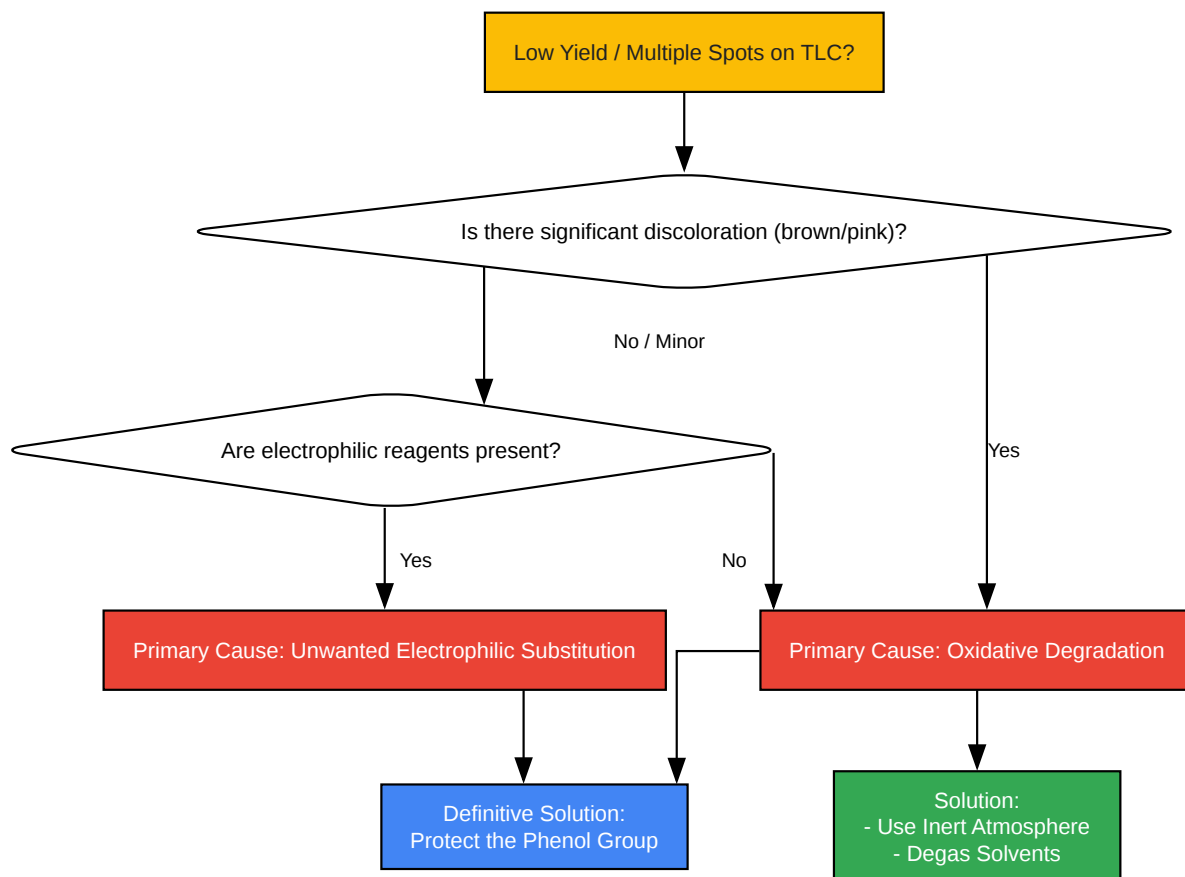 Low Yield / Multiple Spots on TLC?
Is there significant discoloration (brown/pink)?
No / Minor
Are electrophilic reagents present?
Yes
Yes
No
Primary Cause: Unwanted Electrophilic Substitution
Primary Cause: Oxidative Degradation
Definitive Solution:
Protect the Phenol Group
Solution:
- Use Inert Atmosphere
- Degas Solvents